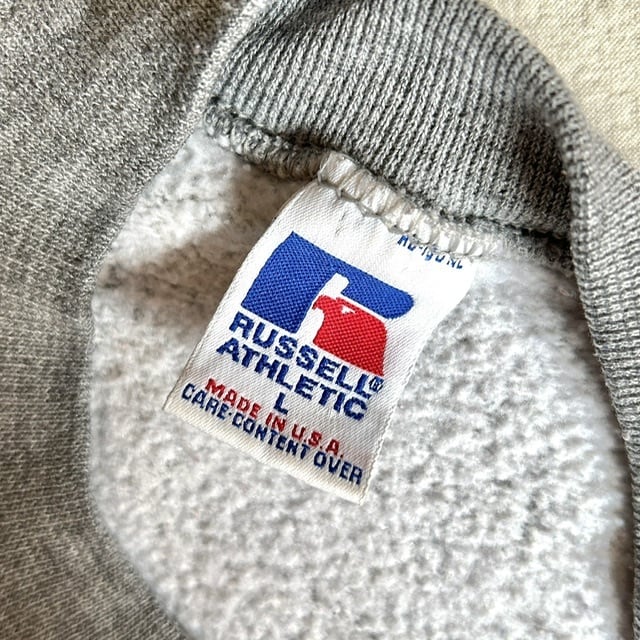 RUSSELL®
ATHLETIC
L
MADE IN U.S.A.
CARE·CONTENT OVER